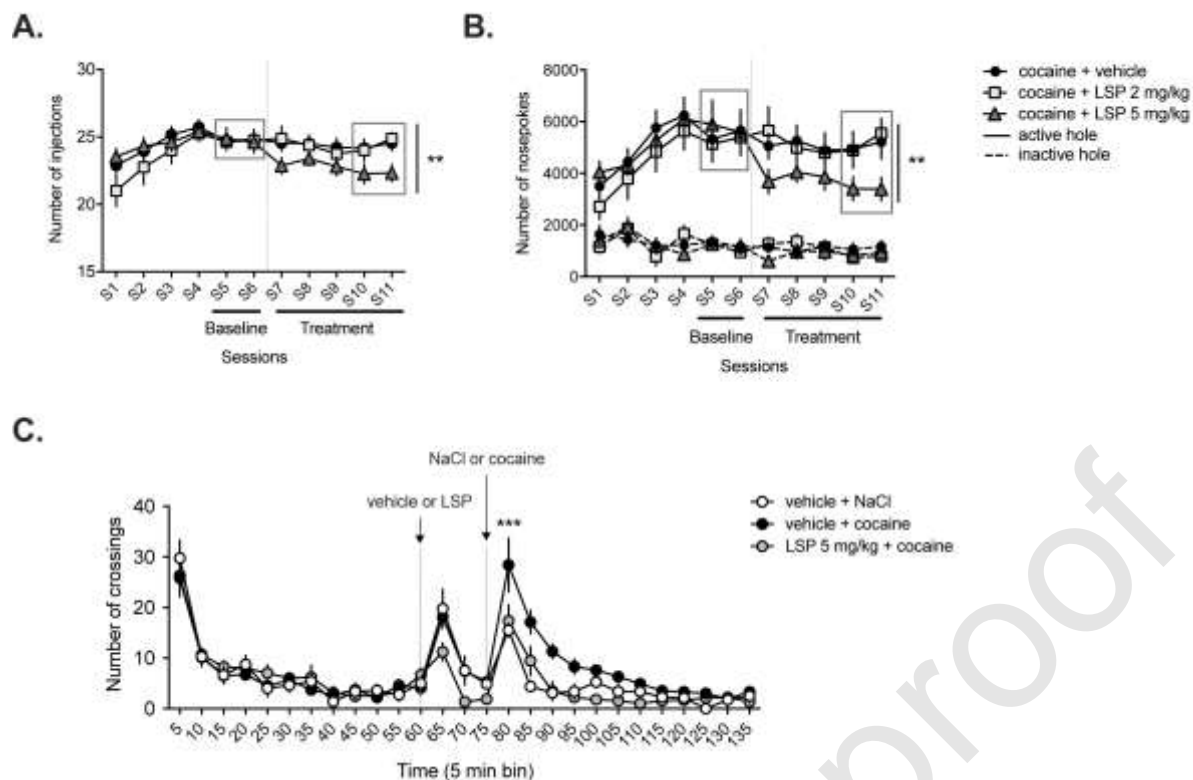 A.
Number of injections
30
25
20
15
**
S1 S2 S3 S4 S5 S6 S7 S8 S9 S10 S11
Baseline Treatment
Sessions
B.
Number of nosepokes
8000
6000
4000
2000
0
**
S1 S2 S3 S4 S5 S6 S7 S8 S9 S10 S11
Baseline Treatment
Sessions
cocaine + vehicle
cocaine + LSP 2 mg/kg
cocaine + LSP 5 mg/kg
active hole
inactive hole
C.
NaCl or cocaine
vehicle or LSP
***
Number of crossings
40
30
20
10
0
5 10 15 20 25 30 35 40 45 50 55 60 65 70 75 80 85 90 95 100 105 110 115 120 125 130 135
Time (5 min bin)
vehicle + NaCl
vehicle + cocaine
LSP 5 mg/kg + cocaine
proof